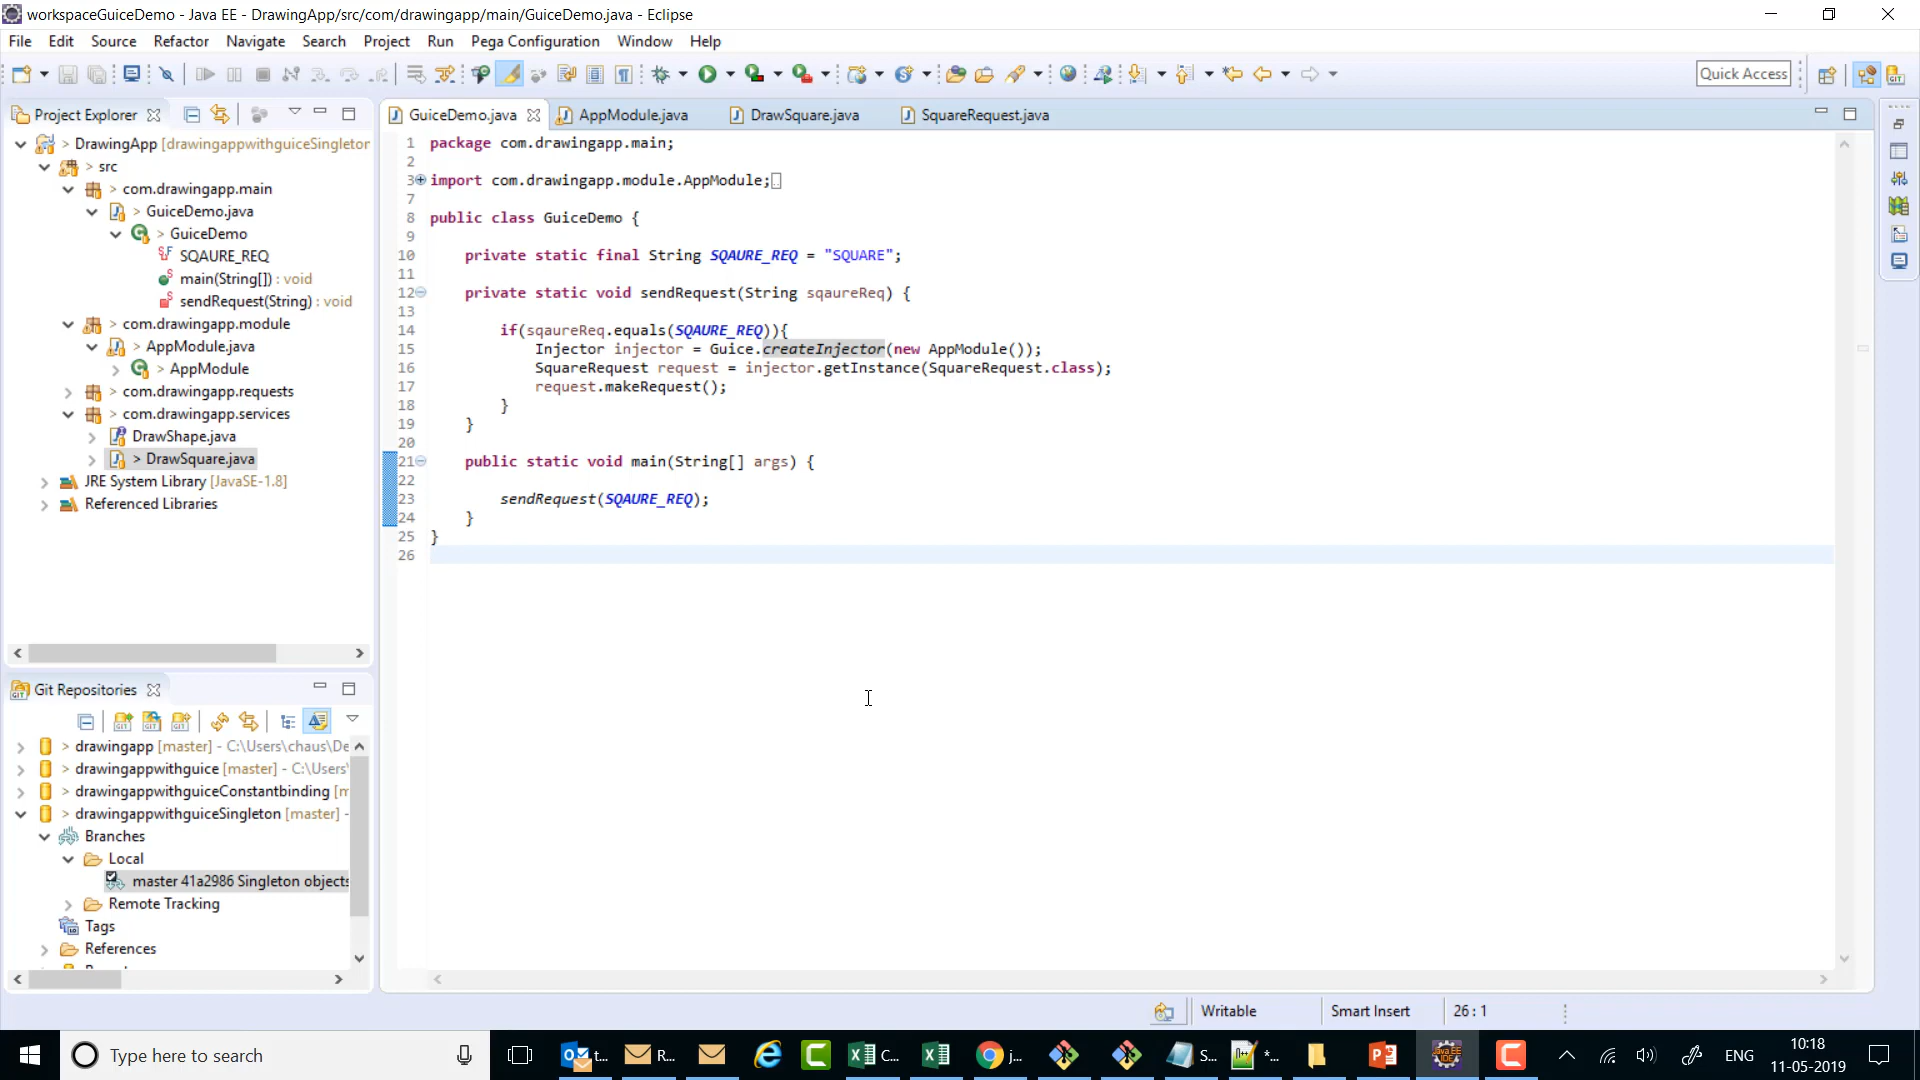 workspaceGuiceDemo - Java EE - DrawingApp/src/com/drawingapp/main/GuiceDemo.java - Eclipse
File Edit Source Refactor Navigate Search Project Run Pega Configuration Window Help
Quick Access
Project Explorer
> DrawingApp [drawingappwithguiceSingleton
> src
> com.drawingapp.main
> GuiceDemo.java
> GuiceDemo
SQAURE_REQ
main(String[]) : void
sendRequest(String) : void
> com.drawingapp.module
> AppModule.java
> AppModule
> com.drawingapp.requests
> com.drawingapp.services
DrawShape.java
> DrawSquare.java
JRE System Library [JavaSE-1.8]
Referenced Libraries
Git Repositories
> drawingapp [master] - C:\Users\chaus\De
> drawingappwithguice [master] - C:\Users\
> drawingappwithguiceConstantbinding [m
> drawingappwithguiceSingleton [master] -
Branches
Local
master 41a2986 Singleton objects
Remote Tracking
Tags
References
GuiceDemo.java AppModule.java DrawSquare.java SquareRequest.java
1 package com.drawingapp.main;
2
3 import com.drawingapp.module.AppModule;
7
8 public class GuiceDemo {
9
10 private static final String SQAURE_REQ = "SQUARE";
11
12 private static void sendRequest(String sqaureReq) {
13
14 if(sqaureReq.equals(SQAURE_REQ)){
15 Injector injector = Guice.createInjector(new AppModule());
16 SquareRequest request = injector.getInstance(SquareRequest.class);
17 request.makeRequest();
18 }
19 }
20
21 public static void main(String[] args) {
22
23 sendRequest(SQAURE_REQ);
24 }
25 }
26
Writable Smart Insert 26 : 1
Type here to search
t... R... C... j... S... *...
ENG
10:18
11-05-2019